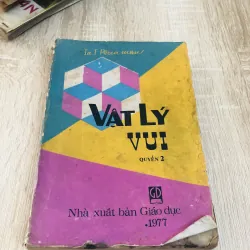 VẬT LÝ
VUI
QUYỂN 2
Nhà xuất bản Giáo dục
1977